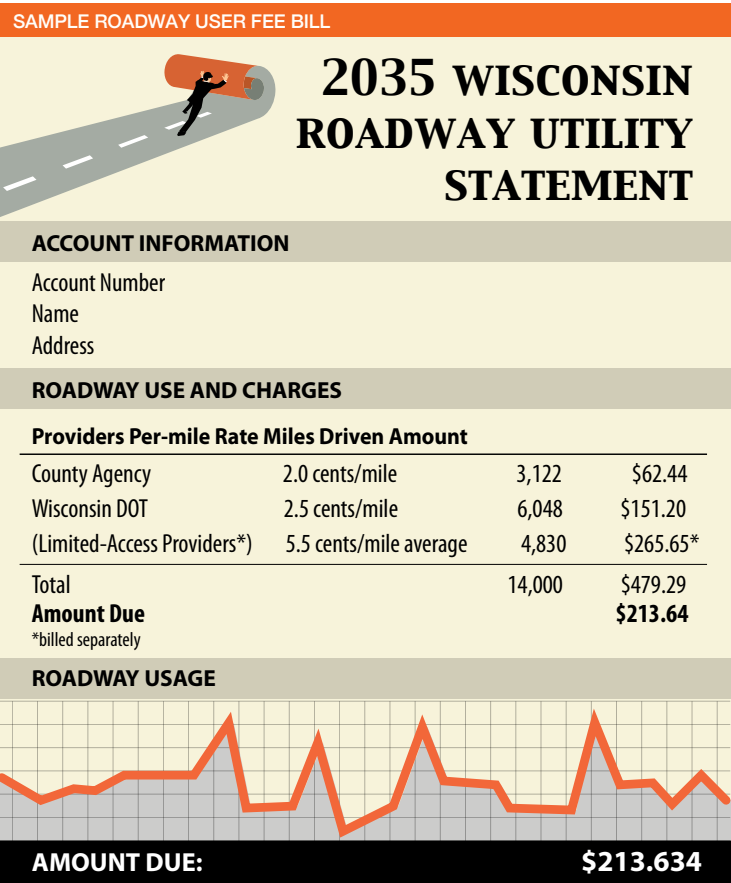 SAMPLE ROADWAY USER FEE BILL
2035 WISCONSIN
ROADWAY UTILITY
STATEMENT
ACCOUNT INFORMATION
Account Number
Name
Address
ROADWAY USE AND CHARGES
Providers Per-mile Rate Miles Driven Amount
County Agency 2.0 cents/mile 3,122 $62.44
Wisconsin DOT 2.5 cents/mile 6,048 $151.20
(Limited-Access Providers*) 5.5 cents/mile average 4,830 $265.65*
Total 14,000 $479.29
Amount Due $213.64
*billed separately
ROADWAY USAGE
AMOUNT DUE: $213.634